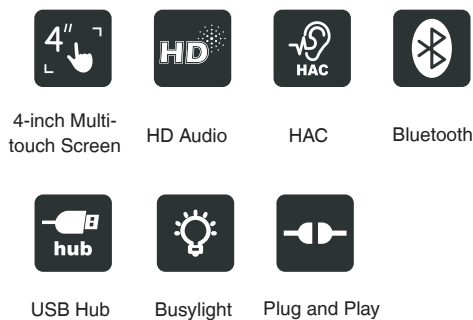 4"
HD
HAC
4-inch Multi-
touch Screen
HD Audio
HAC
Bluetooth
hub
USB Hub
Busylight
Plug and Play